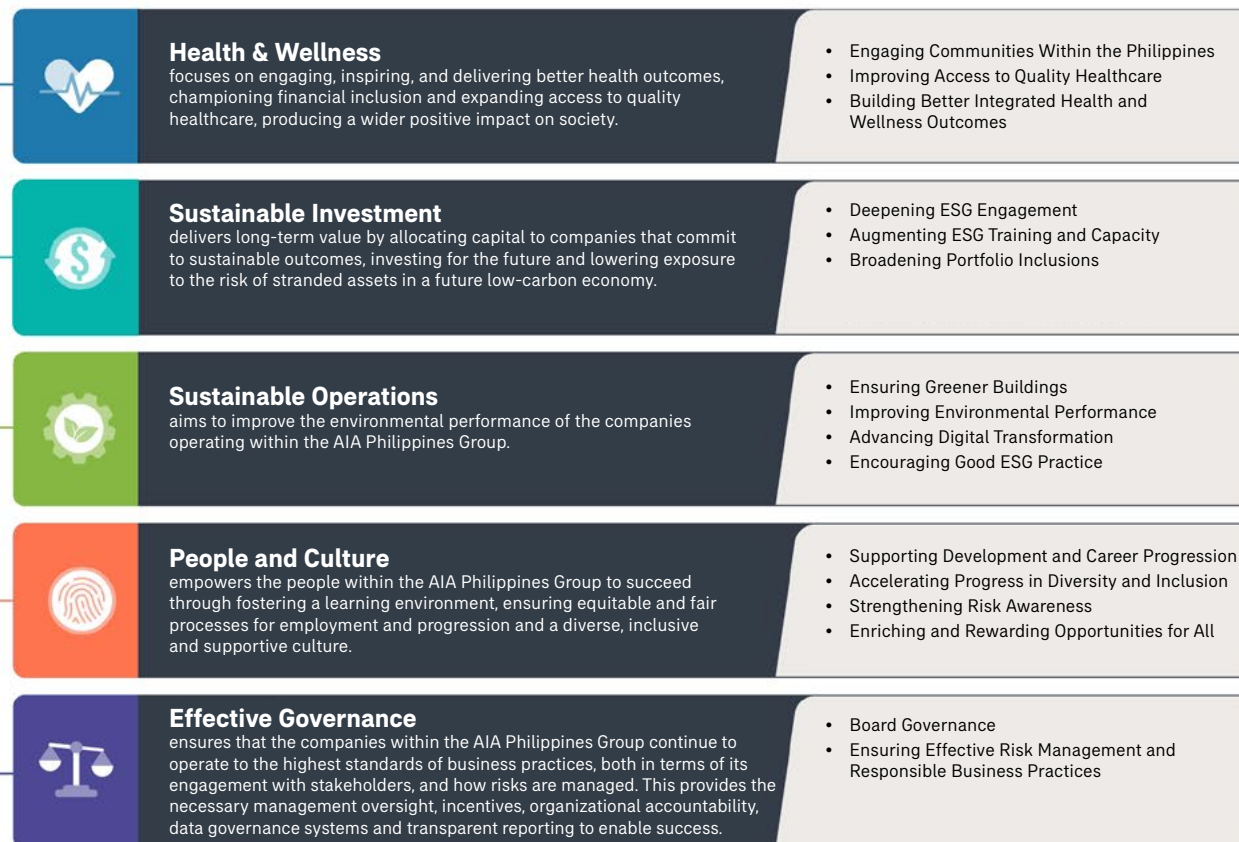 Health & Wellness
focuses on engaging, inspiring, and delivering better health outcomes,
championing financial inclusion and expanding access to quality
healthcare, producing a wider positive impact on society.
• Engaging Communities Within the Philippines
• Improving Access to Quality Healthcare
• Building Better Integrated Health and
Wellness Outcomes
Sustainable Investment
delivers long-term value by allocating capital to companies that commit
to sustainable outcomes, investing for the future and lowering exposure
to the risk of stranded assets in a future low-carbon economy.
• Deepening ESG Engagement
• Augmenting ESG Training and Capacity
• Broadening Portfolio Inclusions
Sustainable Operations
aims to improve the environmental performance of the companies
operating within the AIA Philippines Group.
• Ensuring Greener Buildings
• Improving Environmental Performance
• Advancing Digital Transformation
• Encouraging Good ESG Practice
People and Culture
empowers the people within the AIA Philippines Group to succeed
through fostering a learning environment, ensuring equitable and fair
processes for employment and progression and a diverse, inclusive
and supportive culture.
• Supporting Development and Career Progression
• Accelerating Progress in Diversity and Inclusion
• Strengthening Risk Awareness
• Enriching and Rewarding Opportunities for All
Effective Governance
ensures that the companies within the AIA Philippines Group continue to
operate to the highest standards of business practices, both in terms of its
engagement with stakeholders, and how risks are managed. This provides the
necessary management oversight, incentives, organizational accountability,
data governance systems and transparent reporting to enable success.
• Board Governance
• Ensuring Effective Risk Management and
Responsible Business Practices